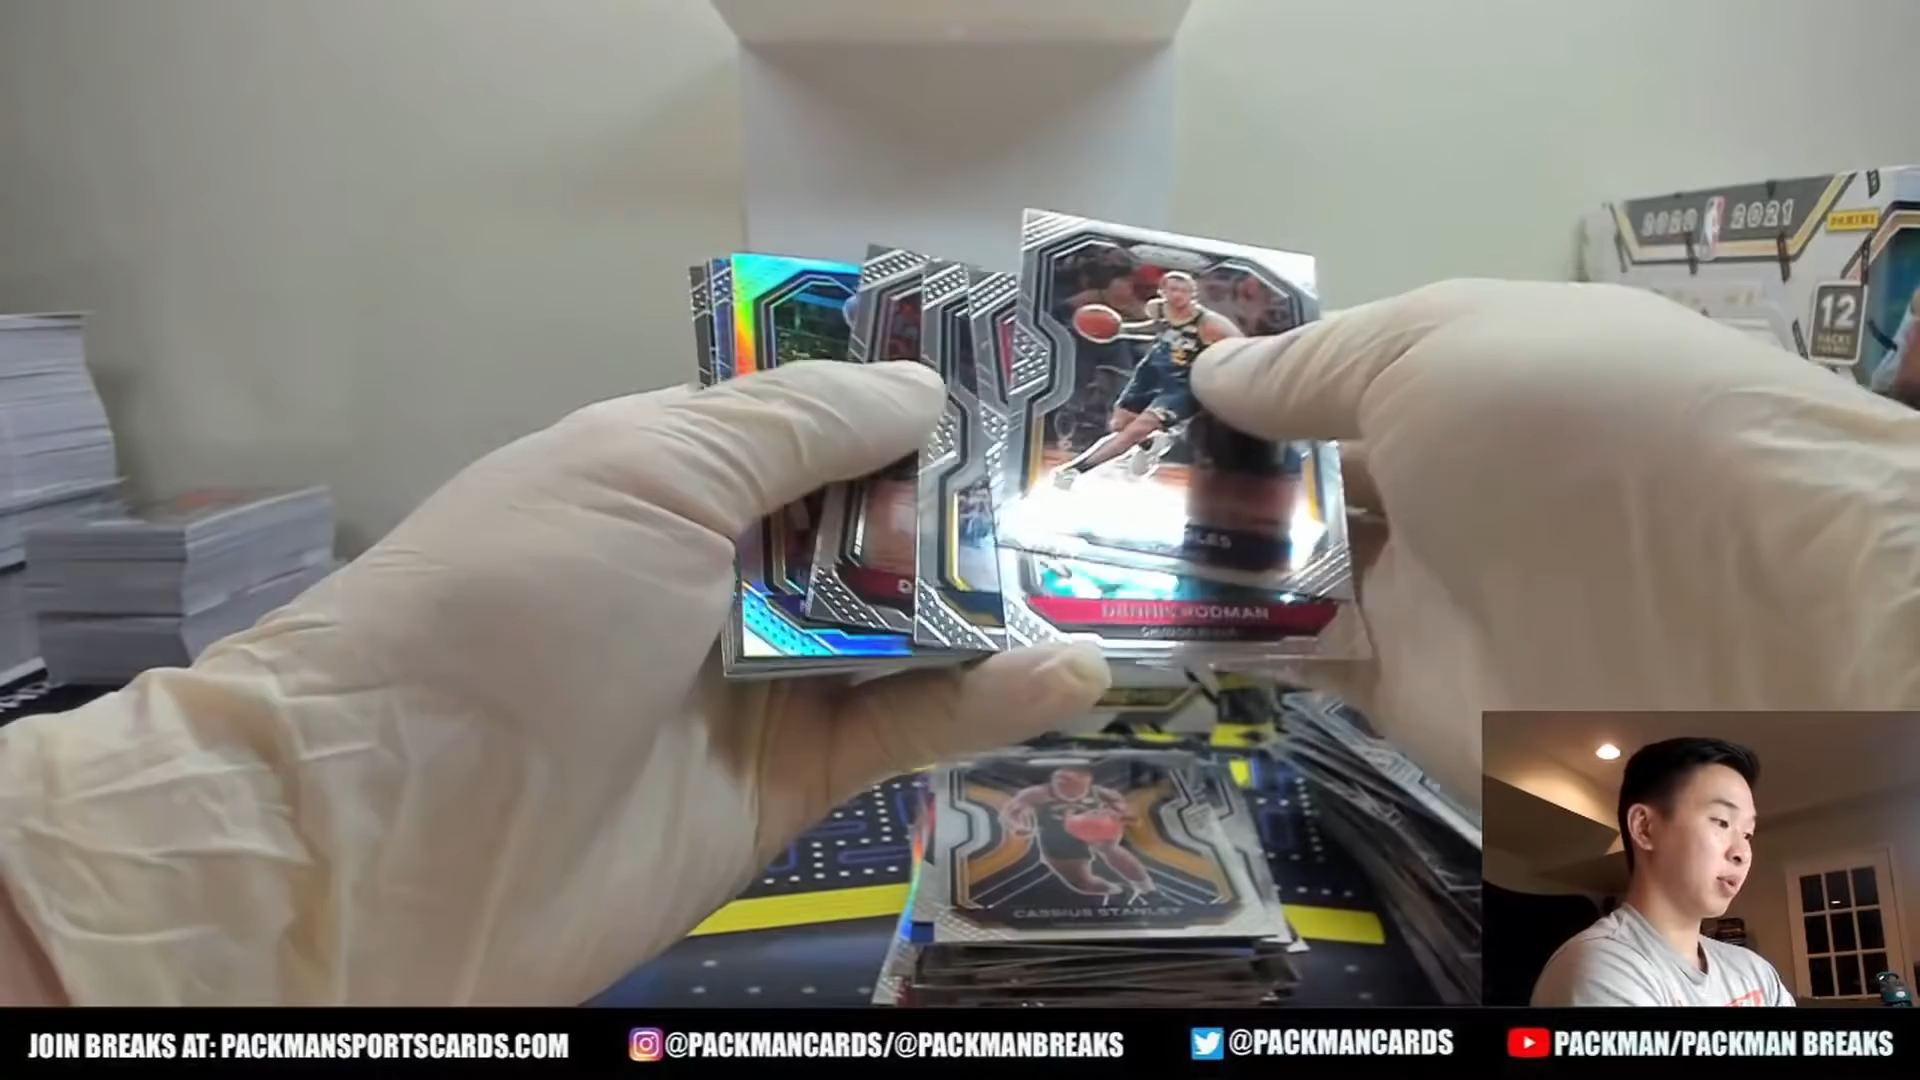 2020 2021
PANINI
12
PACKS
DENNIS RODMAN
CASSIUS STANLEY
JOIN BREAKS AT: PACKMANSPORTSCARDS.COM
@PACKMANCARDS/@PACKMANBREAKS
@PACKMANCARDS
PACKMAN/PACKMAN BREAKS